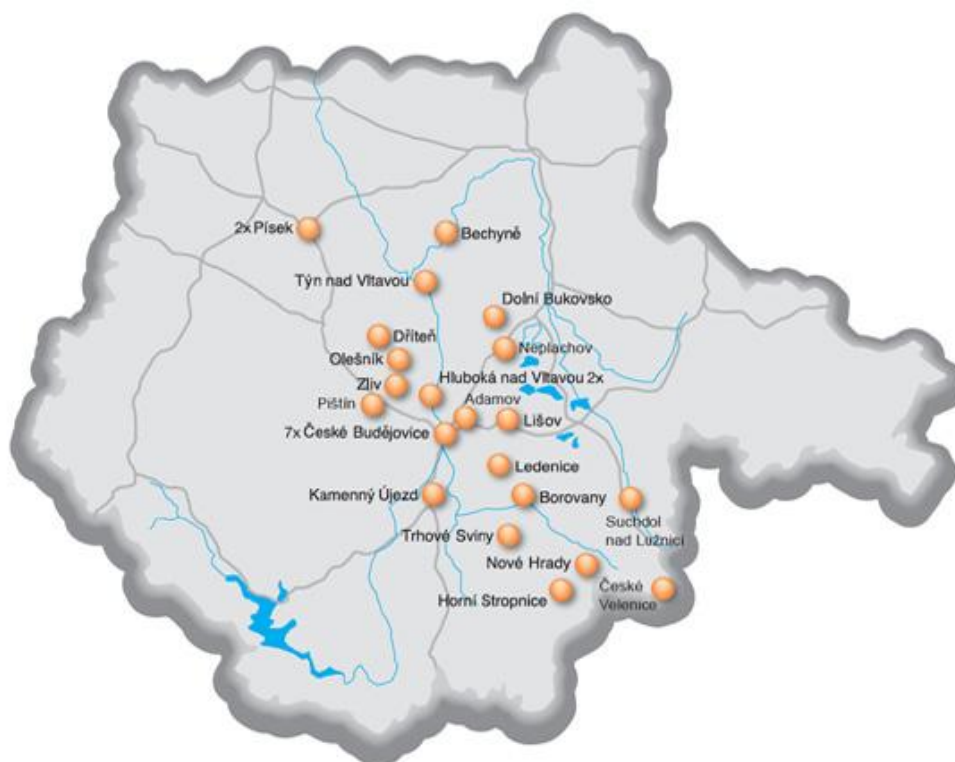 2x Písek
Bechyně
Týn nad Vltavou
Dolní Bukovsko
Dříteň
Neplachov
Olešník
Zliv
Hluboká nad Vltavou 2x
Pištín
Adamov
Lišov
7x České Budějovice
Ledenice
Kamenný Újezd
Borovany
Suchdol
nad Lužnicí
Trhové Sviny
Nové Hrady
České
Velenice
Horní Stropnice